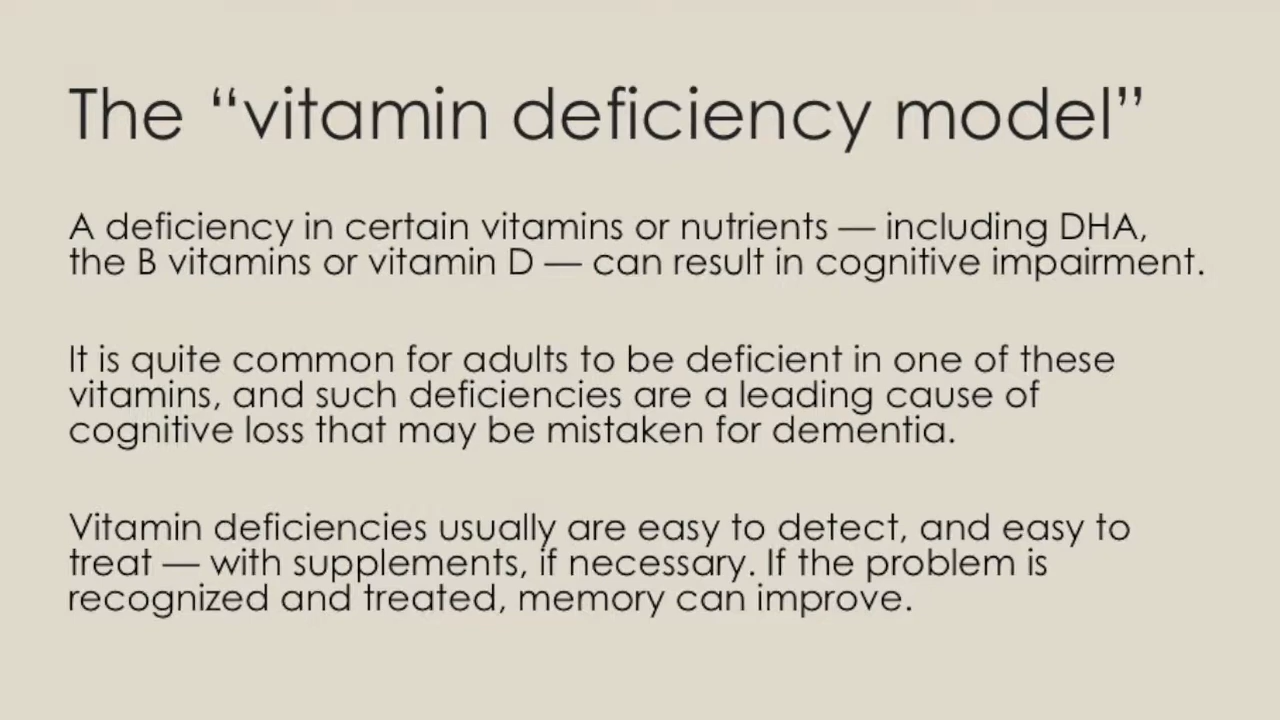 The “vitamin deficiency model”
A deficiency in certain vitamins or nutrients — including DHA,
the B vitamins or vitamin D — can result in cognitive impairment.
It is quite common for adults to be deficient in one of these
vitamins, and such deficiencies are a leading cause of
cognitive loss that may be mistaken for dementia.
Vitamin deficiencies usually are easy to detect, and easy to
treat — with supplements, if necessary. If the problem is
recognized and treated, memory can improve.